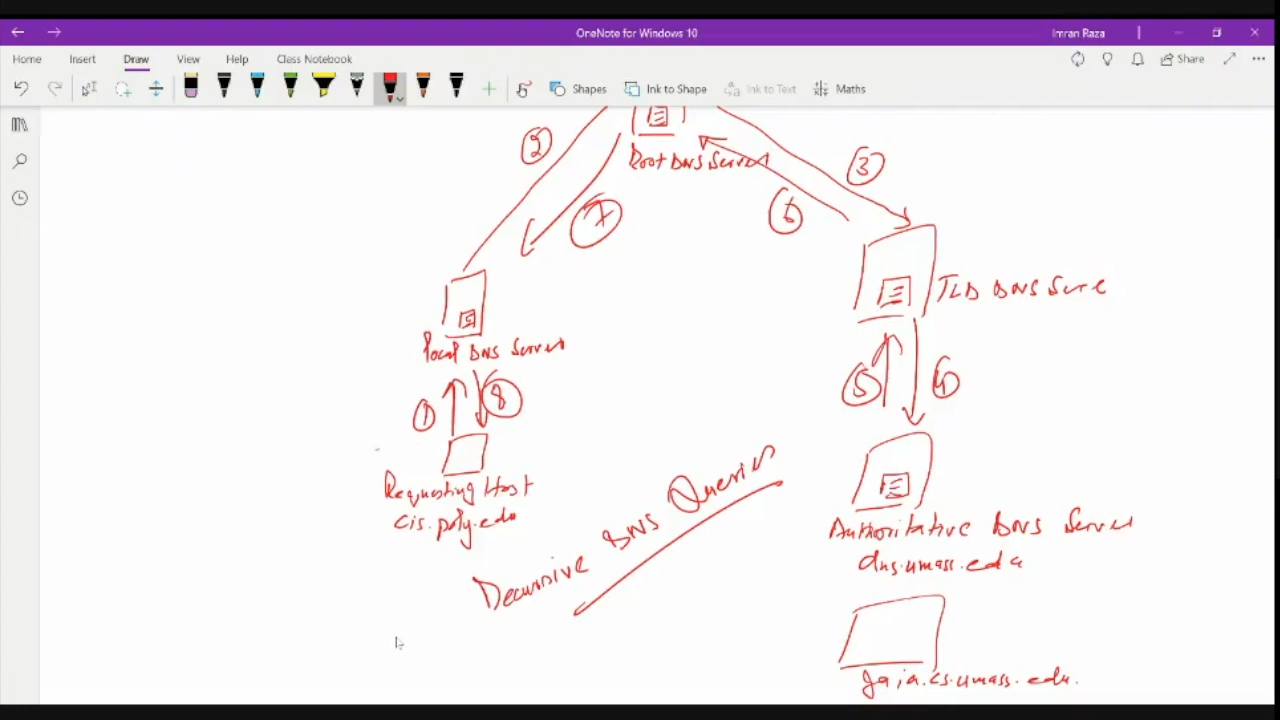 OneNote for Windows 10
Imran Raza
Home
Insert
Draw
View
Help
Class Notebook
Share
Shapes
Ink to Shape
Ink to Text
Maths
2
Root DNS Server
3
7
6
TLD DNS Serve
local DNS Server
5
4
1
8
Requesting Host
cis.poly.edu
Recursive DNS Queries
Authoritative DNS Server
dns.umass.edu
gaia.cs.umass.edu.